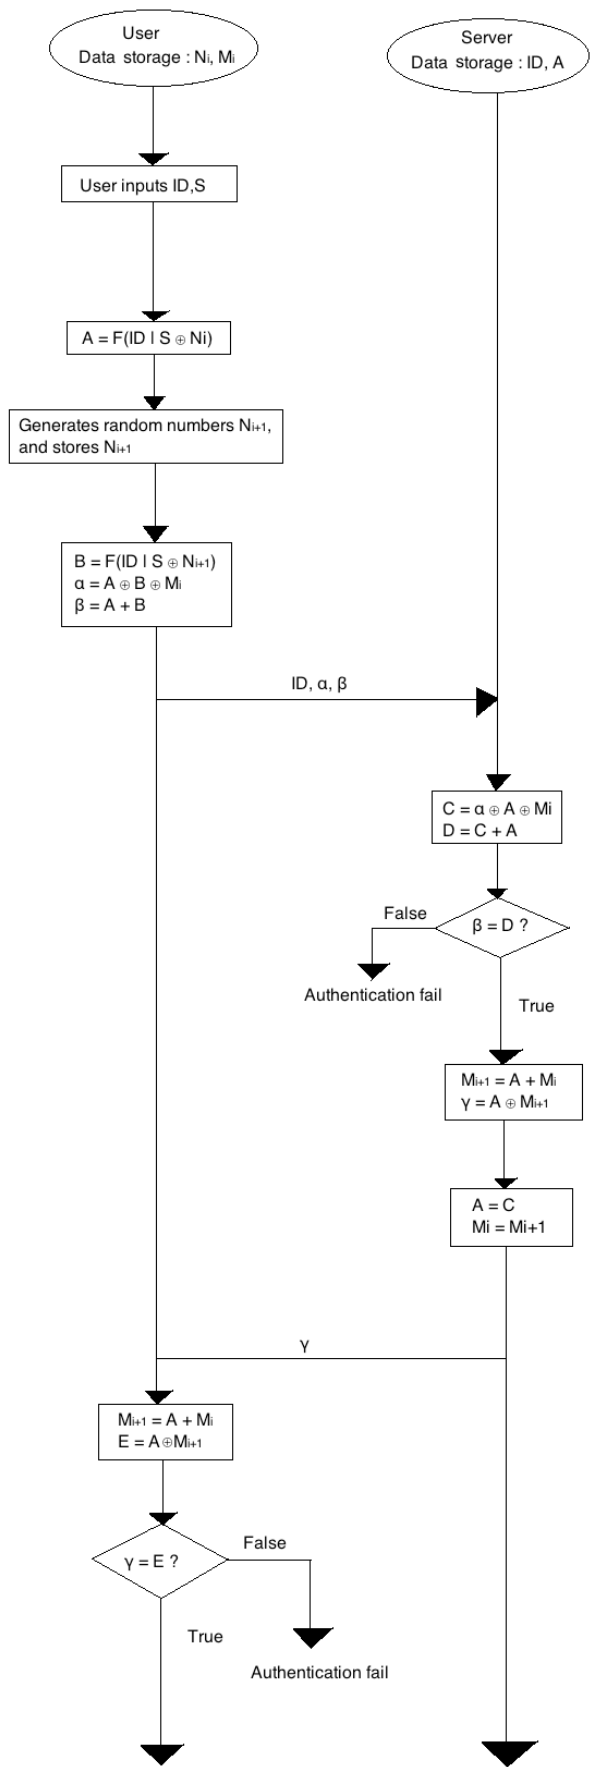 User
Data storage : Ni, Mi
Server
Data storage : ID, A
User inputs ID,S
A = F(ID | S ⊕ Ni)
Generates random numbers Ni+1,
and stores Ni+1
B = F(ID | S ⊕ Ni+1)
α = A ⊕ B ⊕ Mi
β = A + B
ID, α, β
C = α ⊕ A ⊕ Mi
D = C + A
False
β = D ?
Authentication fail
True
Mi+1 = A + Mi
γ = A ⊕ Mi+1
A = C
Mi = Mi+1
γ
Mi+1 = A + Mi
E = A⊕Mi+1
False
γ = E ?
True
Authentication fail